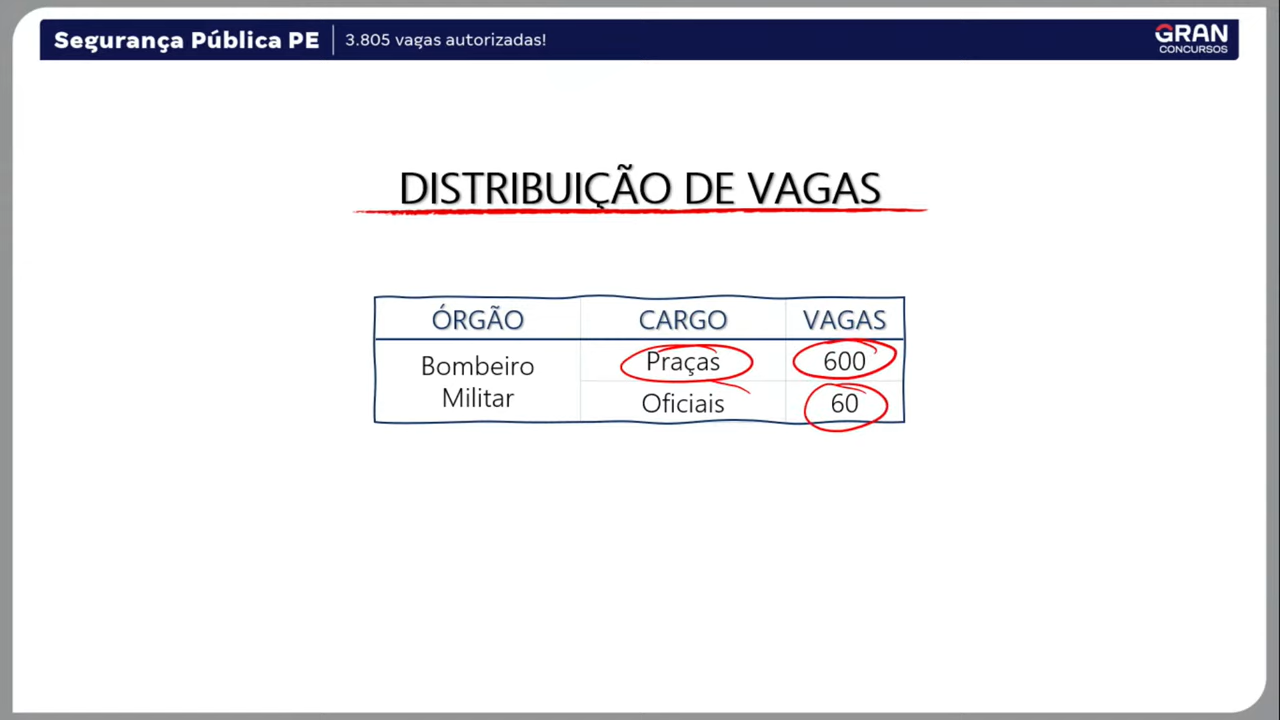 Segurança Pública PE
3.805 vagas autorizadas!
GRAN
CONCURSOS
DISTRIBUIÇÃO DE VAGAS
ÓRGÃO CARGO VAGAS
Bombeiro
Militar
Praças 600
Oficiais 60